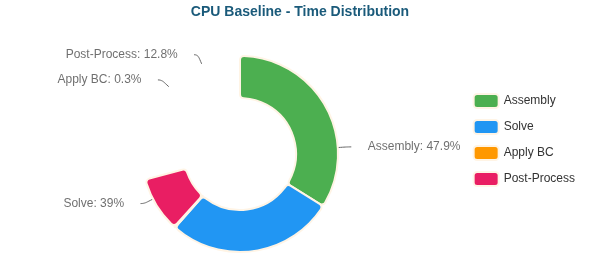 CPU Baseline - Time Distribution
Post-Process: 12.8%
Apply BC: 0.3%
Assembly: 47.9%
Solve: 39%
Assembly
Solve
Apply BC
Post-Process